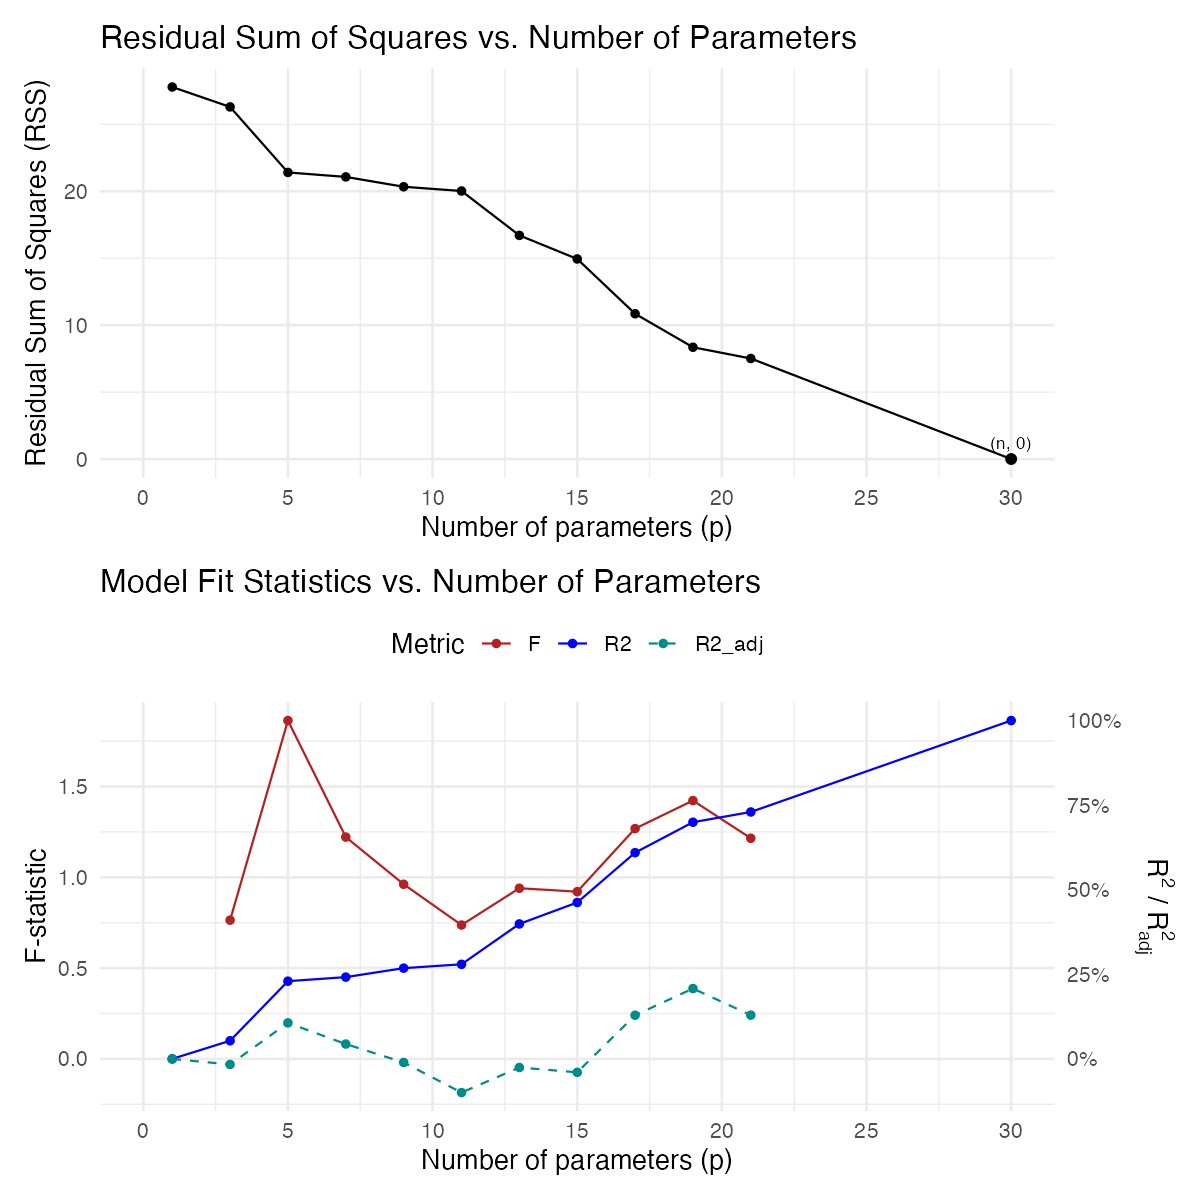 Residual Sum of Squares vs. Number of Parameters
Residual Sum of Squares (RSS)
20
10
0
(n, 0)
0 5 10 15 20 25 30
Number of parameters (p)
Model Fit Statistics vs. Number of Parameters
Metric F R2 R2_adj
F-statistic
1.5
1.0
0.5
0.0
100%
75%
50%
25%
0%
R² / R²adj
0 5 10 15 20 25 30
Number of parameters (p)